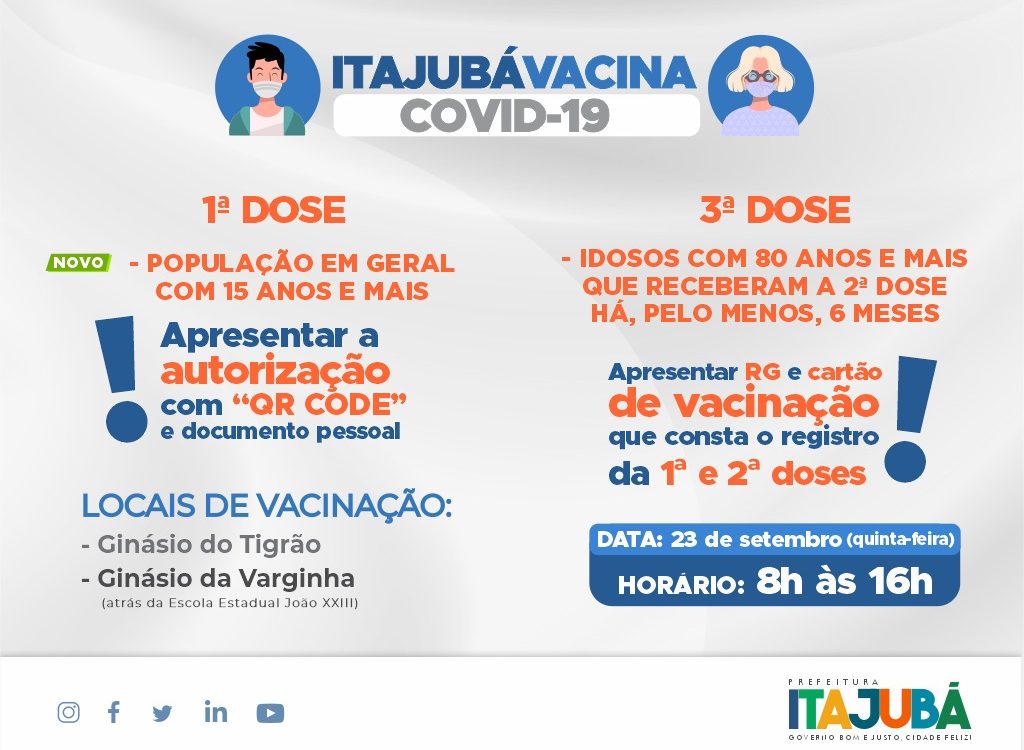 ITAJUBÁVACINA
COVID-19
1ª DOSE
NOVO - POPULAÇÃO EM GERAL
COM 15 ANOS E MAIS
Apresentar a
autorização
com “QR CODE”
e documento pessoal
3ª DOSE
- IDOSOS COM 80 ANOS E MAIS
QUE RECEBERAM A 2ª DOSE
HÁ, PELO MENOS, 6 MESES
Apresentar RG e cartão
de vacinação
que consta o registro
da 1ª e 2ª doses
!
!
LOCAIS DE VACINAÇÃO:
- Ginásio do Tigrão
- Ginásio da Varginha
(atrás da Escola Estadual João XXIII)
DATA: 23 de setembro (quinta-feira)
HORÁRIO: 8h às 16h
PREFEITURA
ITAJUBÁ
GOVERNO BOM E JUSTO, CIDADE FELIZ!